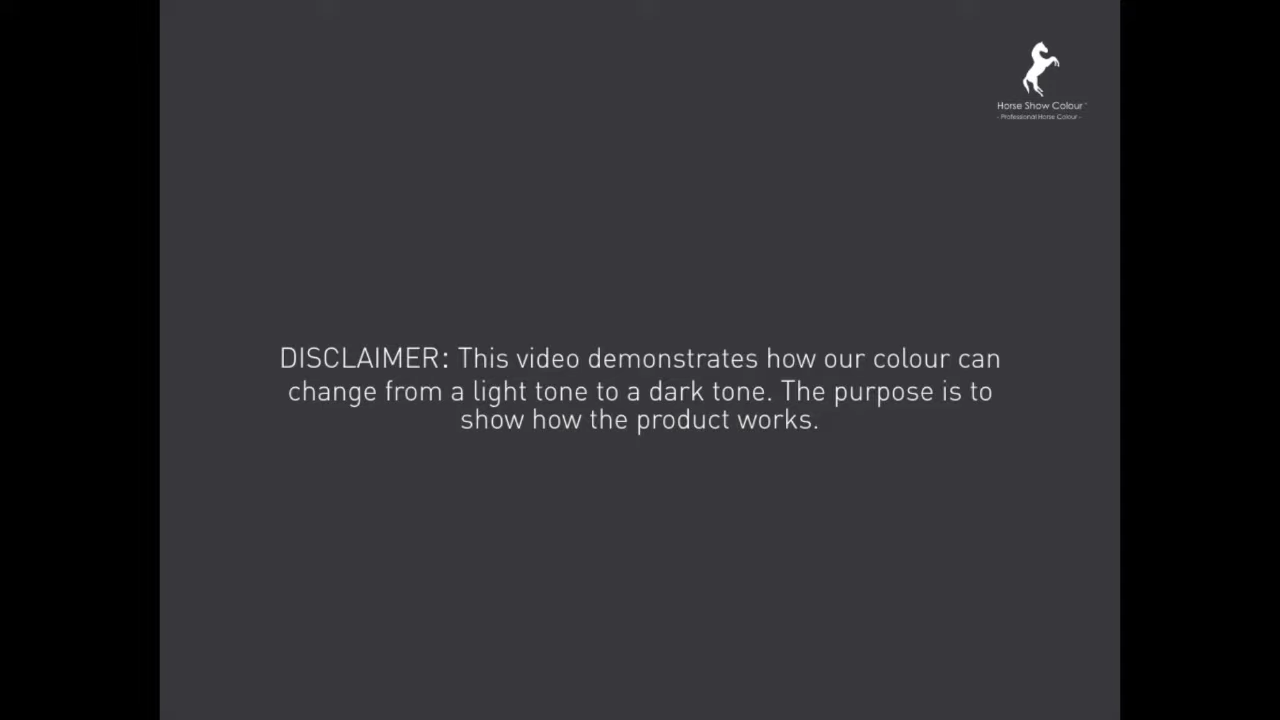 Horse Show Colour™
- Professional Horse Colour -
DISCLAIMER: This video demonstrates how our colour can
change from a light tone to a dark tone. The purpose is to
show how the product works.